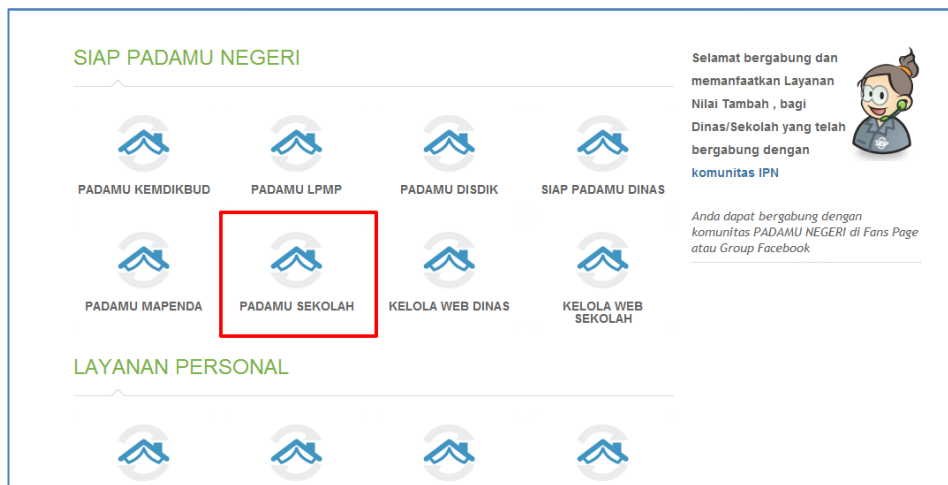 SIAP PADAMU NEGERI
PADAMU KEMDIKBUD
PADAMU LPMP
PADAMU DISDIK
SIAP PADAMU DINAS
PADAMU MAPENDA
PADAMU SEKOLAH
KELOLA WEB DINAS
KELOLA WEB
SEKOLAH
LAYANAN PERSONAL
Selamat bergabung dan
memanfaatkan Layanan
Nilai Tambah , bagi
Dinas/Sekolah yang telah
bergabung dengan
komunitas IPN
Anda dapat bergabung dengan
komunitas PADAMU NEGERI di Fans Page
atau Group Facebook